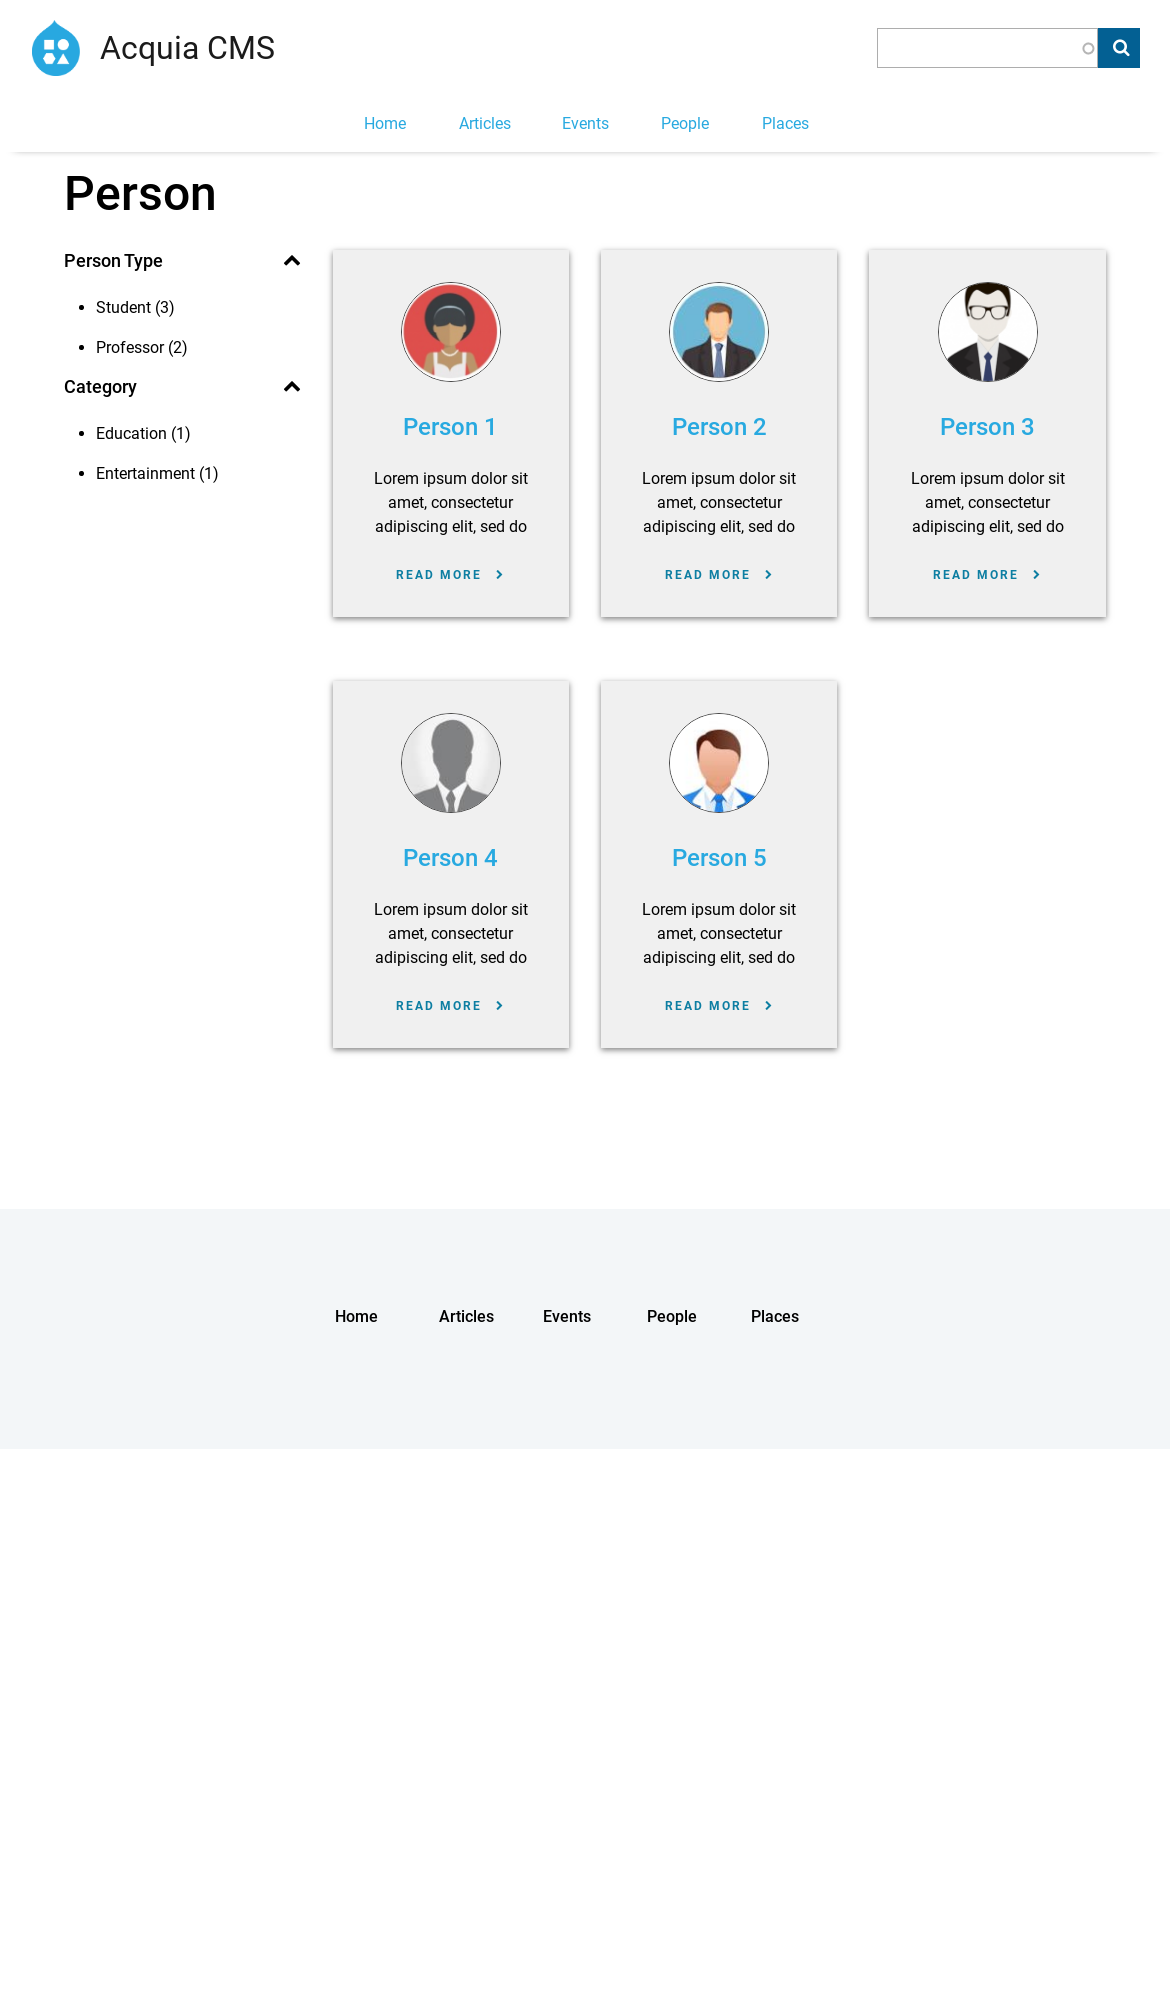 Acquia CMS
Home Articles Events People Places
Person
Person Type
Student (3)
Professor (2)
Category
Education (1)
Entertainment (1)
Person 1
Lorem ipsum dolor sit
amet, consectetur
adipiscing elit, sed do
READ MORE
Person 2
Lorem ipsum dolor sit
amet, consectetur
adipiscing elit, sed do
READ MORE
Person 3
Lorem ipsum dolor sit
amet, consectetur
adipiscing elit, sed do
READ MORE
Person 4
Lorem ipsum dolor sit
amet, consectetur
adipiscing elit, sed do
READ MORE
Person 5
Lorem ipsum dolor sit
amet, consectetur
adipiscing elit, sed do
READ MORE
Home Articles Events People Places